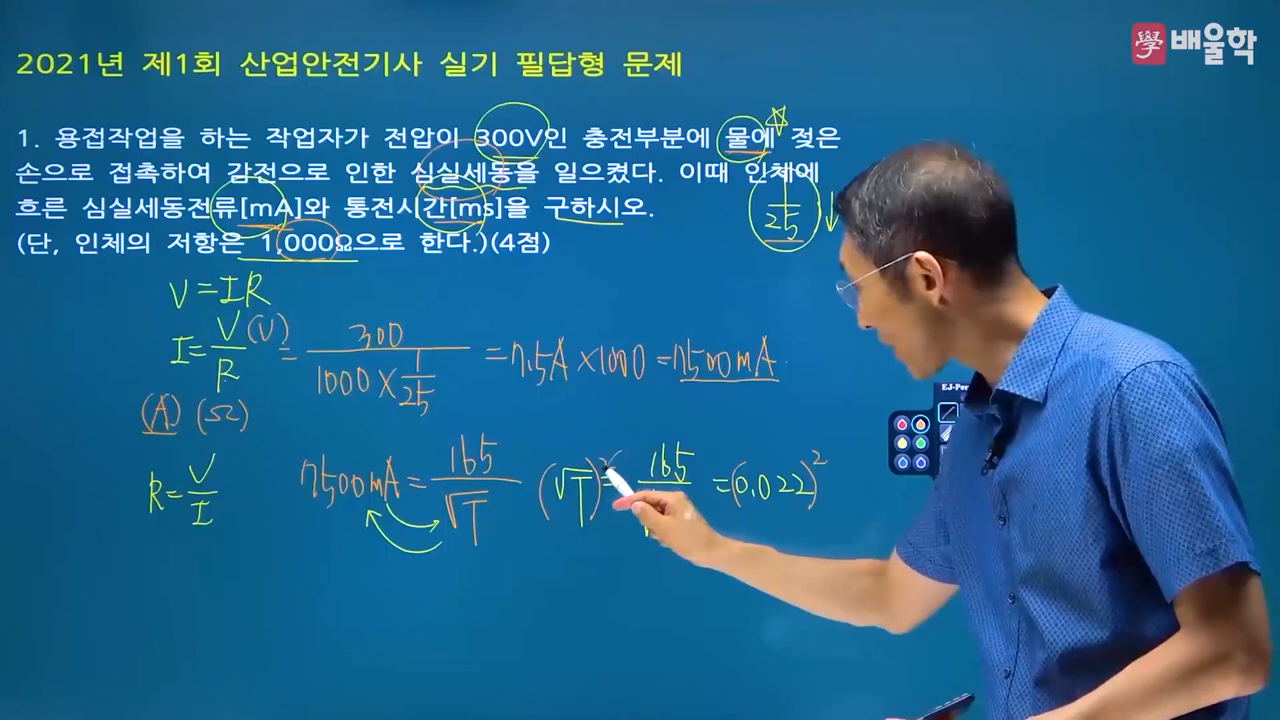 學 배울학
2021년 제1회 산업안전기사 실기 필답형 문제
1. 용접작업을 하는 작업자가 전압이 300V인 충전부분에 물에 젖은
손으로 접촉하여 감전으로 인한 심실세동을 일으켰다. 이때 인체에
흐른 심실세동전류[mA]와 통전시간[ms]을 구하시오.
(단, 인체의 저항은 1,000Ω으로 한다.)(4점)
1/25 ↓
V=IR
I=V/R (V) = 300/(1000×1/25) = 7.5A×1000=7500mA.
(A) (Ω)
R=V/I
7500mA=165/√T (√T)²=165/ =(0.022)²
EJ-Pen